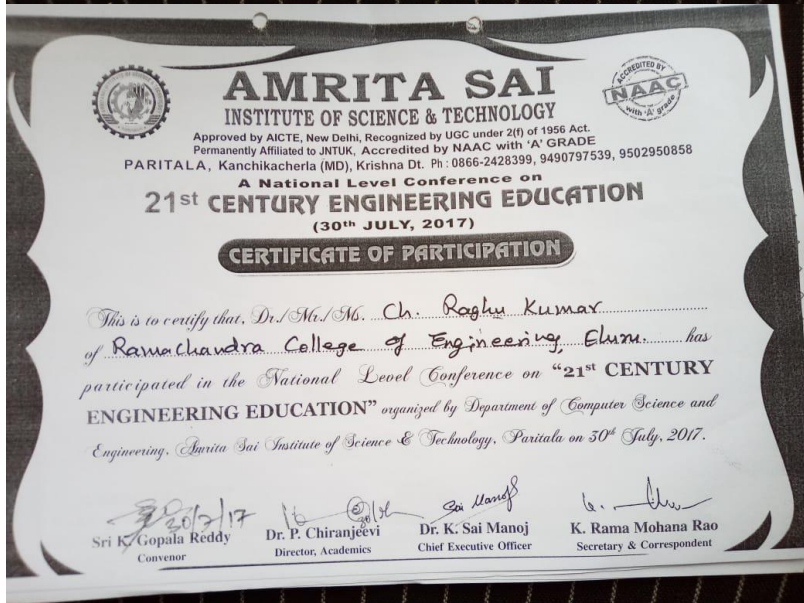 AMRITA SAI
INSTITUTE OF SCIENCE & TECHNOLOGY
Approved by AICTE, New Delhi, Recognized by UGC under 2(f) of 1956 Act.
Permanently Affiliated to JNTUK, Accredited by NAAC with 'A' GRADE
PARITALA, Kanchikacherla (MD), Krishna Dt. Ph : 0866-2428399, 9490797539, 9502950858
ACCREDITED BY
NAAC
with 'A' grade
A National Level Conference on
21st CENTURY ENGINEERING EDUCATION
(30th JULY, 2017)
CERTIFICATE OF PARTICIPATION
This is to certify that, Dr./Mr./Ms. Ch. Raghu Kumar
of Ramachandra College of Engineering, Eluru. has
participated in the National Level Conference on "21st CENTURY
ENGINEERING EDUCATION" organized by Department of Computer Science and
Engineering, Amrita Sai Institute of Science & Technology, Paritala on 30th July, 2017.
30/7/17
Sai Manoj
Sri K. Gopala Reddy
Convenor
Dr. P. Chiranjeevi
Director, Academics
Dr. K. Sai Manoj
Chief Executive Officer
K. Rama Mohana Rao
Secretary & Correspondent